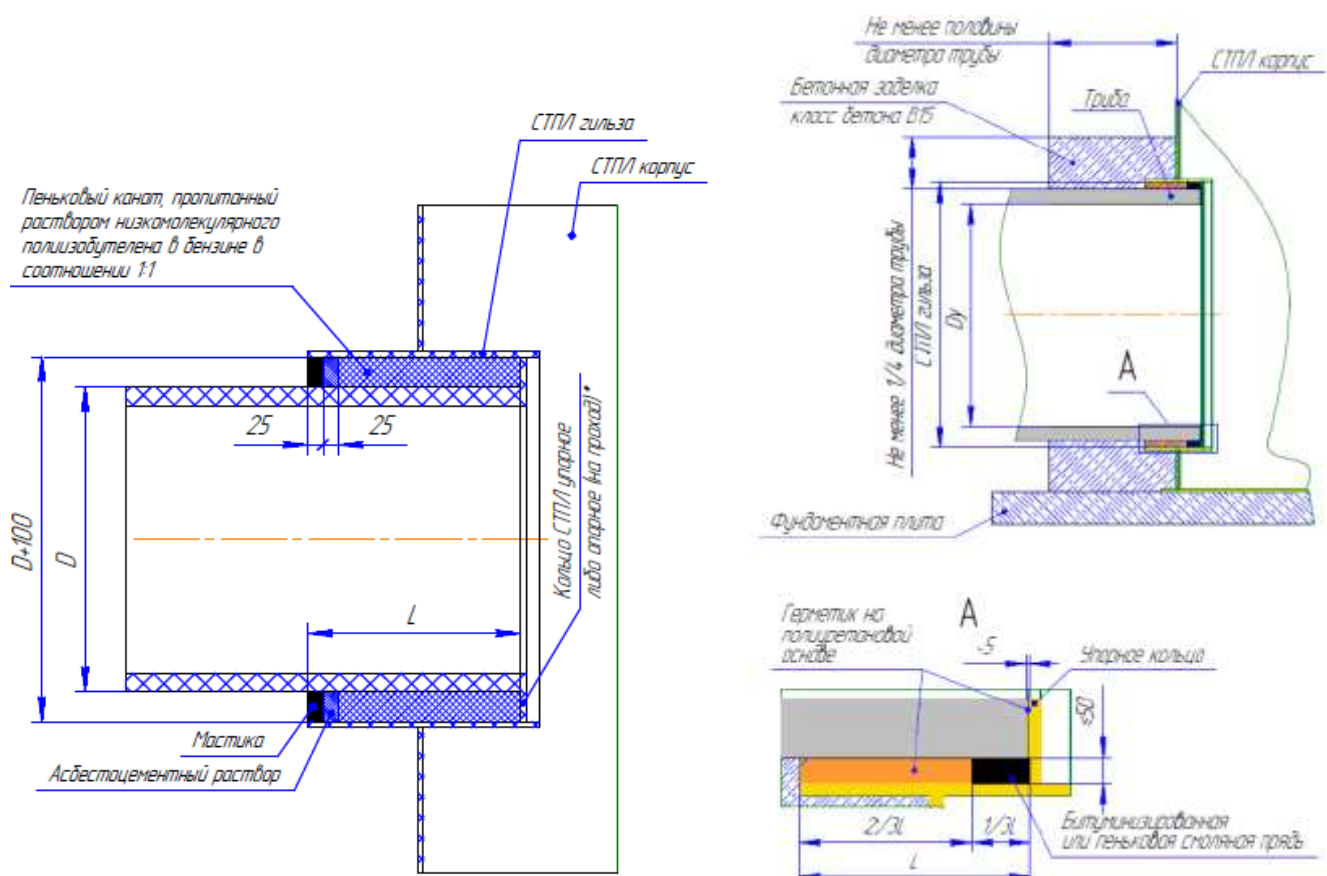 СТПЛ гильза
СТПЛ корпус
Пеньковый канат, пропитанный
раствором низкомолекулярного
полиизобутелена в бензине в
соотношении 1:1
25
25
D+100
D
L
Кольцо СТПЛ упорное
либо опорное (на проход)*
Мастика
Асбестоцементный раствор
Не менее половины
диаметра трубы
СТПЛ корпус
Бетонная заделка
класс бетона В15
Труба
Не менее 1/4 диаметра трубы
СТПЛ гильза
Dy
А
Фундаментная плита
Герметик на
полиуретановой
основе
А
~5
Упорное кольцо
≤50
2/3L
1/3L
L
Битуминизированная
или пеньковая смоляная прядь